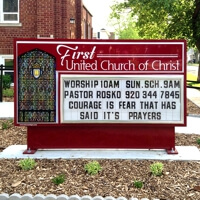 First
United Church of Christ
WORSHIP 10AM SUN.SCH.9AM
PASTOR ROSKO 920 344 7845
COURAGE IS FEAR THAT HAS
SAID IT'S PRAYERS